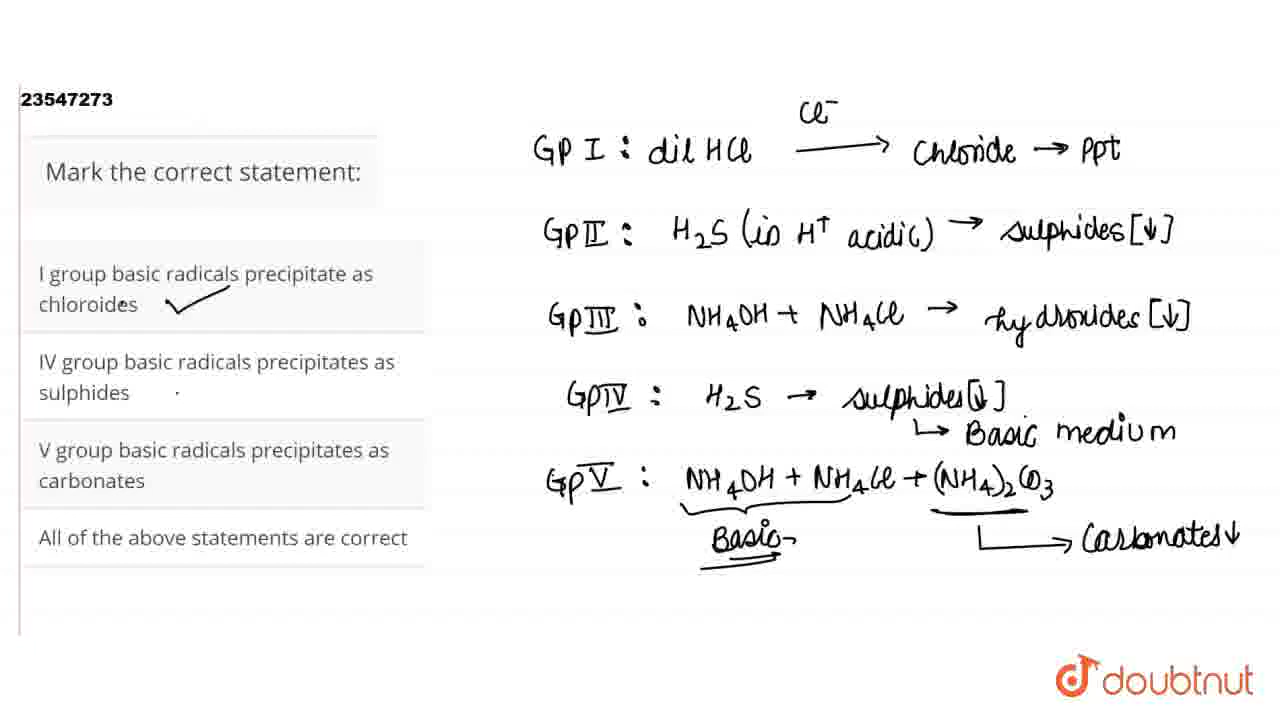 23547273
Mark the correct statement:
I group basic radicals precipitate as
chloroides
IV group basic radicals precipitates as
sulphides
V group basic radicals precipitates as
carbonates
All of the above statements are correct
Cl⁻
GP I : dil HCl → Chloride → Ppt
GP II : H₂S (in H⁺ acidic) → sulphides [↓]
GP III : NH₄OH + NH₄Cl → hydroxides [↓]
GP IV : H₂S → sulphides [↓]
↳ Basic medium
GP V : NH₄OH + NH₄Cl + (NH₄)₂CO₃
Basic → Carbonates↓
doubtnut